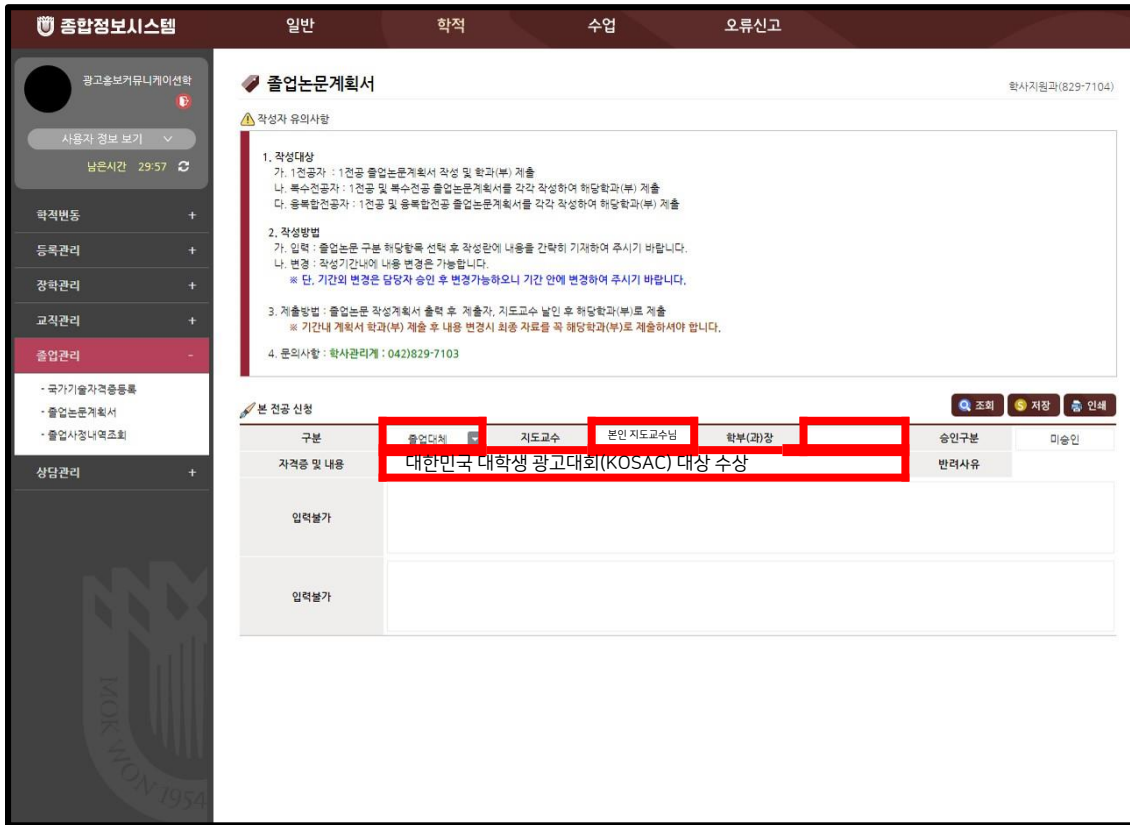 종합정보시스템
일반 학적 수업 오류신고
광고홍보커뮤니케이션학
사용자 정보 보기
남은시간 29:57
학적변동 +
등록관리 +
장학관리 +
교직관리 +
졸업관리 -
- 국가기술자격증등록
- 졸업논문계획서
- 졸업사정내역조회
상담관리 +
MOK WON 1954
졸업논문계획서
학사지원과(829-7104)
작성자 유의사항
1. 작성대상
가. 1전공자 : 1전공 졸업논문계획서 작성 및 학과(부) 제출
나. 복수전공자 : 1전공 및 복수전공 졸업논문계획서를 각각 작성하여 해당학과(부) 제출
다. 융복합전공자 : 1전공 및 융복합전공 졸업논문계획서를 각각 작성하여 해당학과(부) 제출
2. 작성방법
가. 입력 : 졸업논문 구분 해당항목 선택 후 작성란에 내용을 간략히 기재하여 주시기 바랍니다.
나. 변경 : 작성기간내에 내용 변경은 가능합니다.
※ 단, 기간외 변경은 담당자 승인 후 변경가능하오니 기간 안에 변경하여 주시기 바랍니다.
3. 제출방법 : 졸업논문 작성계획서 출력 후 제출자, 지도교수 날인 후 해당학과(부)로 제출
※ 기간내 계획서 학과(부) 제출 후 내용 변경시 최종 자료를 꼭 해당학과(부)로 제출하셔야 합니다.
4. 문의사항 : 학사관리계 : 042)829-7103
본 전공 신청
조회 저장 인쇄
구분 졸업대체 지도교수 본인 지도교수님 학부(과)장 승인구분 미승인
자격증 및 내용 대한민국 대학생 광고대회(KOSAC) 대상 수상 반려사유
입력불가
입력불가